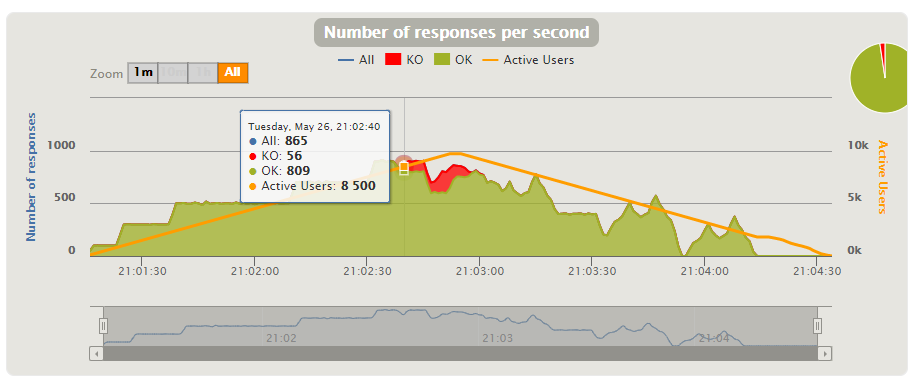 Number of responses per second
All KO OK Active Users
Zoom 1m 10m 1h All
Number of responses
1000
500
0
Tuesday, May 26, 21:02:40
All: 865
KO: 56
OK: 809
Active Users: 8 500
10k
5k
0k
Active Users
21:01:30 21:02:00 21:02:30 21:03:00 21:03:30 21:04:00 21:04:30
21:02 21:03 21:04